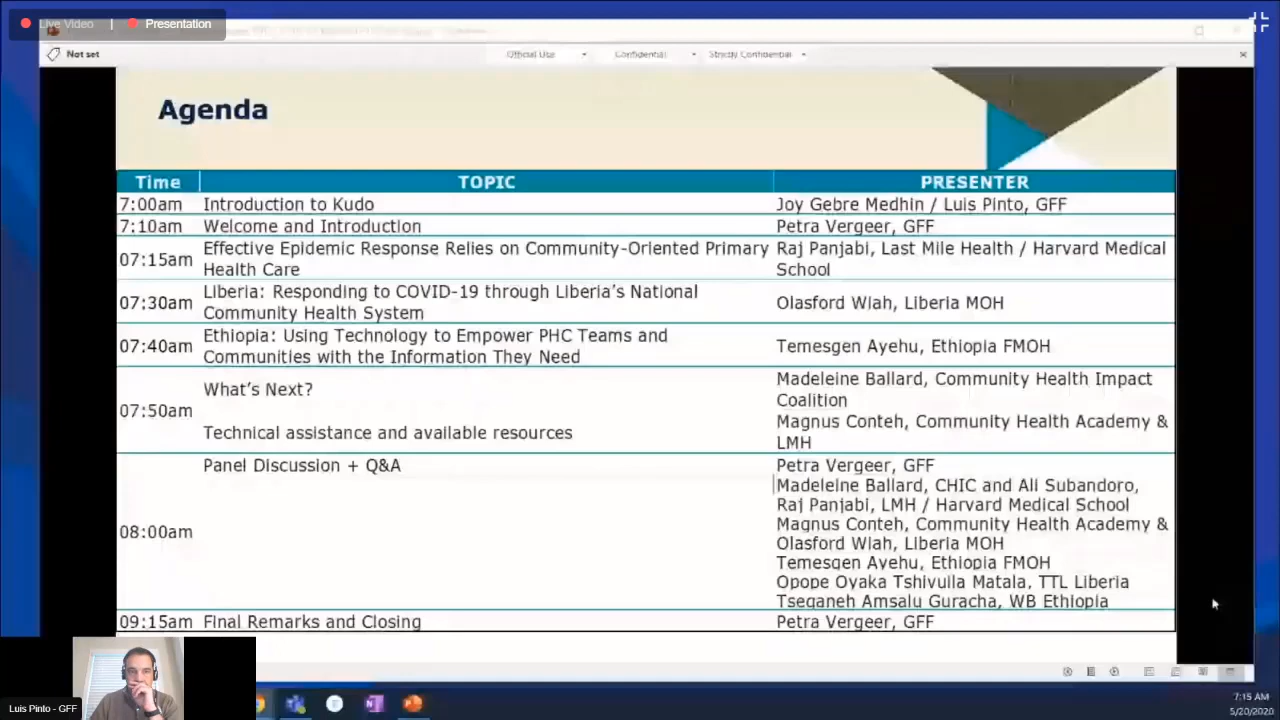 Live Video | Presentation
Not set
Official Use
Confidential
Strictly Confidential
Agenda
Time TOPIC PRESENTER
7:00am Introduction to Kudo Joy Gebre Medhin / Luis Pinto, GFF
7:10am Welcome and Introduction Petra Vergeer, GFF
07:15am Effective Epidemic Response Relies on Community-Oriented Primary Health Care Raj Panjabi, Last Mile Health / Harvard Medical School
07:30am Liberia: Responding to COVID-19 through Liberia's National Community Health System Olasford Wiah, Liberia MOH
07:40am Ethiopia: Using Technology to Empower PHC Teams and Communities with the Information They Need Temesgen Ayehu, Ethiopia FMOH
07:50am What's Next?
Technical assistance and available resources
Madeleine Ballard, Community Health Impact Coalition
Magnus Conteh, Community Health Academy & LMH
08:00am Panel Discussion + Q&A
Petra Vergeer, GFF
Madeleine Ballard, CHIC and Ali Subandoro,
Raj Panjabi, LMH / Harvard Medical School
Magnus Conteh, Community Health Academy &
Olasford Wiah, Liberia MOH
Temesgen Ayehu, Ethiopia FMOH
Opope Oyaka Tshivuila Matala, TTL Liberia
Tseganeh Amsalu Guracha, WB Ethiopia
09:15am Final Remarks and Closing Petra Vergeer, GFF
Luis Pinto - GFF
7:15 AM
5/20/2020